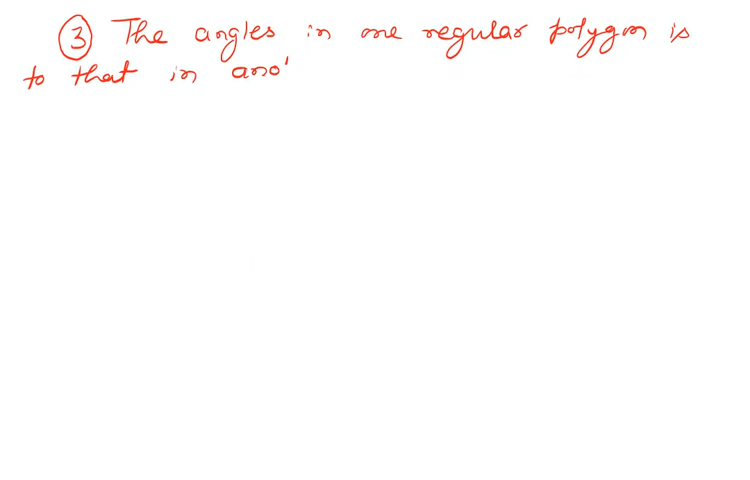 ③ The angles in one regular polygon is
to that in ano'